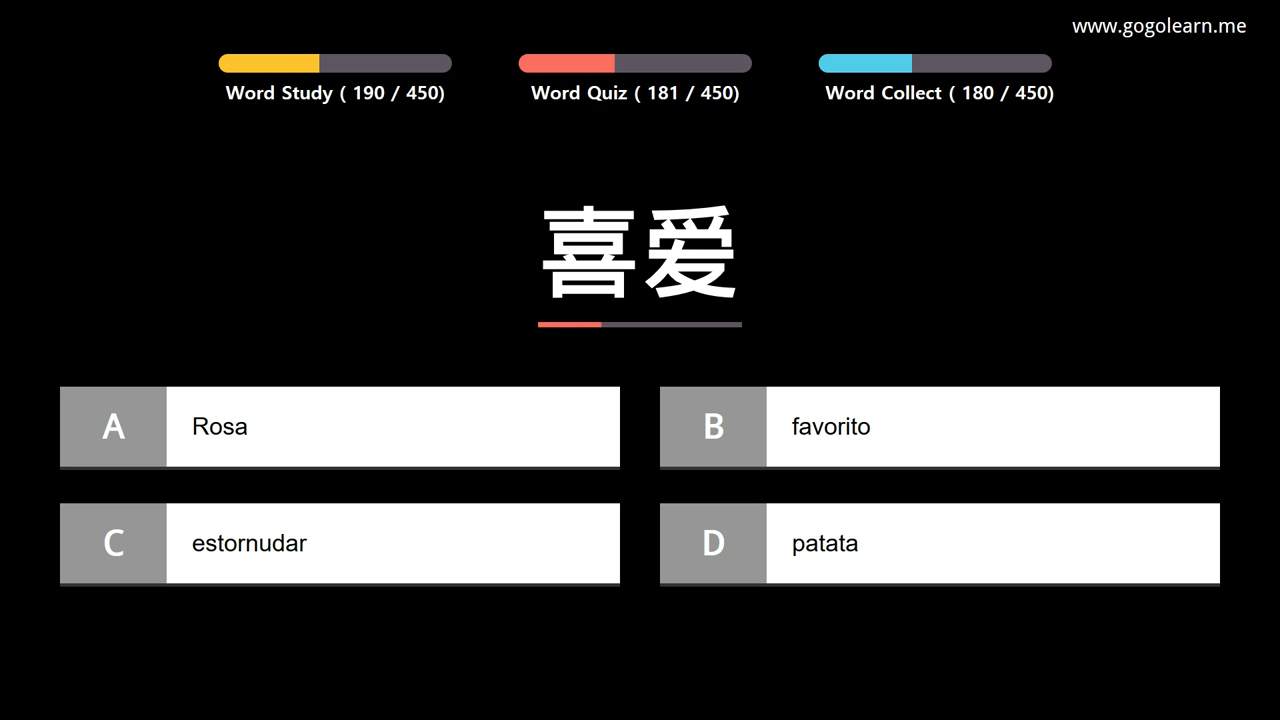 www.gogolearn.me
Word Study ( 190 / 450)
Word Quiz ( 181 / 450)
Word Collect ( 180 / 450)
喜爱
A Rosa
B favorito
C estornudar
D patata